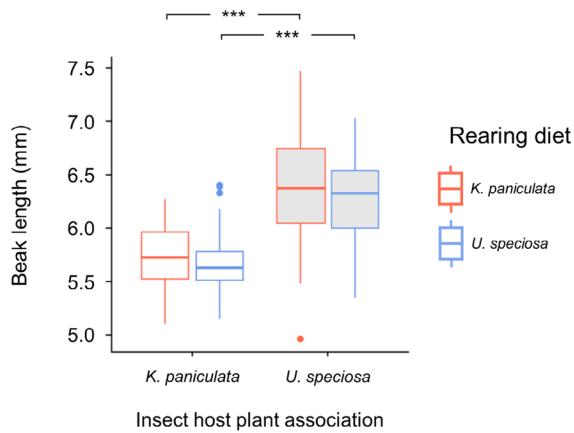 ***
***
7.5
7.0
6.5
6.0
5.5
5.0
Beak length (mm)
K. paniculata
U. speciosa
Insect host plant association
Rearing diet
K. paniculata
U. speciosa